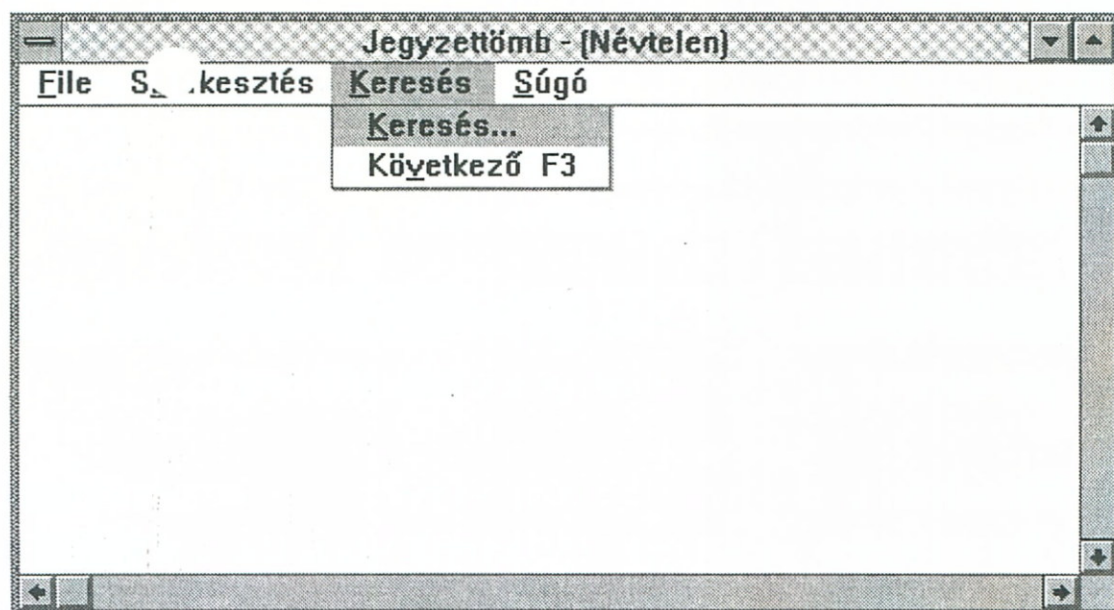 Jegyzettömb - (Névtelen)
File Keresés Súgó
Keresés...
Következő F3